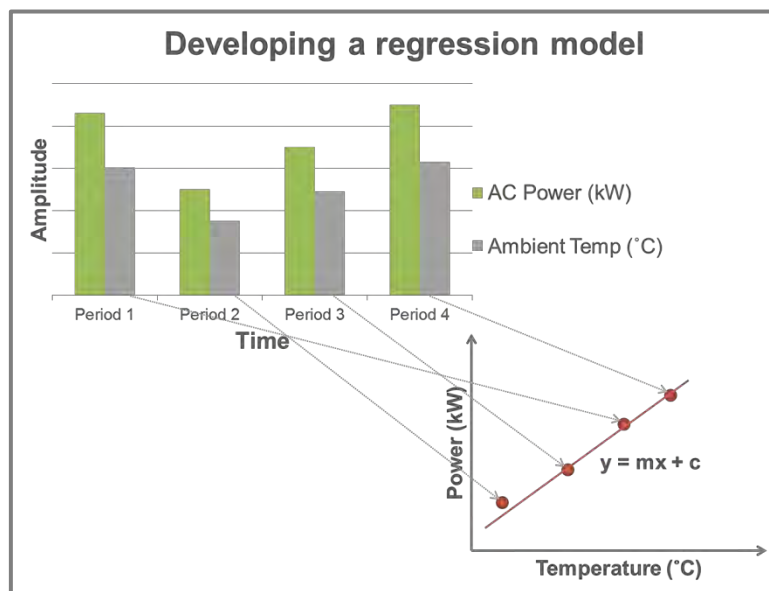 Developing a regression model
Amplitude
AC Power (kW)
Ambient Temp (˚C)
Period 1
Period 2
Period 3
Period 4
Time
Power (kW)
y = mx + c
Temperature (˚C)